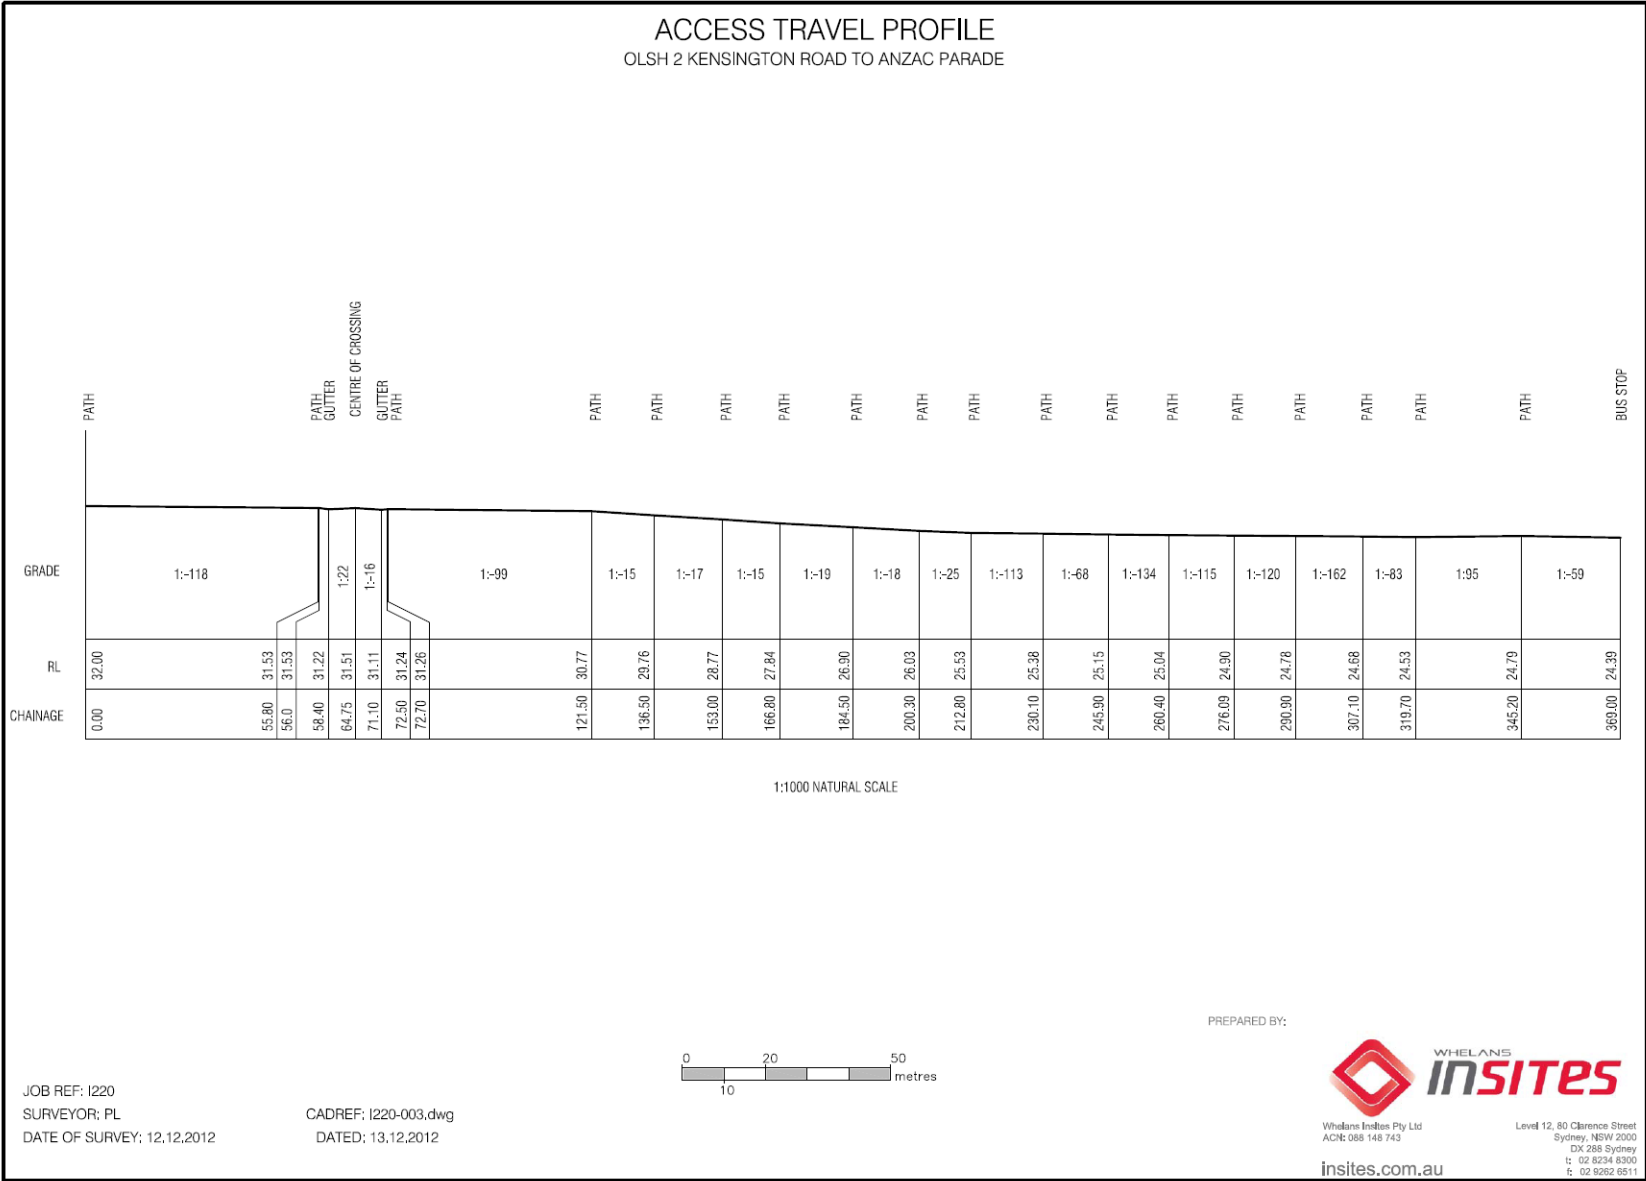 ACCESS TRAVEL PROFILE
OLSH 2 KENSINGTON ROAD TO ANZAC PARADE
PATH PATH GUTTER CENTRE OF CROSSING GUTTER PATH PATH PATH PATH PATH PATH PATH PATH PATH PATH PATH PATH PATH PATH PATH PATH BUS STOP
GRADE 1:-118 1:22 1:-16 1:-99 1:-15 1:-17 1:-15 1:-19 1:-18 1:-25 1:-113 1:-68 1:-134 1:-115 1:-120 1:-162 1:-83 1:95 1:-59
RL 32.00 31.53 31.53 31.22 31.51 31.11 31.24 31.26 30.77 29.76 28.77 27.84 26.90 26.03 25.53 25.38 25.15 25.04 24.90 24.78 24.68 24.53 24.79 24.39
CHAINAGE 0.00 55.80 56.0 58.40 64.75 71.10 72.50 72.70 121.50 136.50 153.00 166.80 184.50 200.30 212.80 230.10 245.90 260.40 276.09 290.90 307.10 319.70 345.20 369.00
1:1000 NATURAL SCALE
PREPARED BY:
0 20 50
metres
10
WHELANS
INSITES
JOB REF: I220
SURVEYOR: PL CADREF: I220-003.dwg
DATE OF SURVEY: 12.12.2012 DATED: 13.12.2012
Whelans Insites Pty Ltd
ACN: 088 148 743
insites.com.au
Level 12, 80 Clarence Street
Sydney, NSW 2000
DX 288 Sydney
t: 02 8234 8300
f: 02 9262 6511